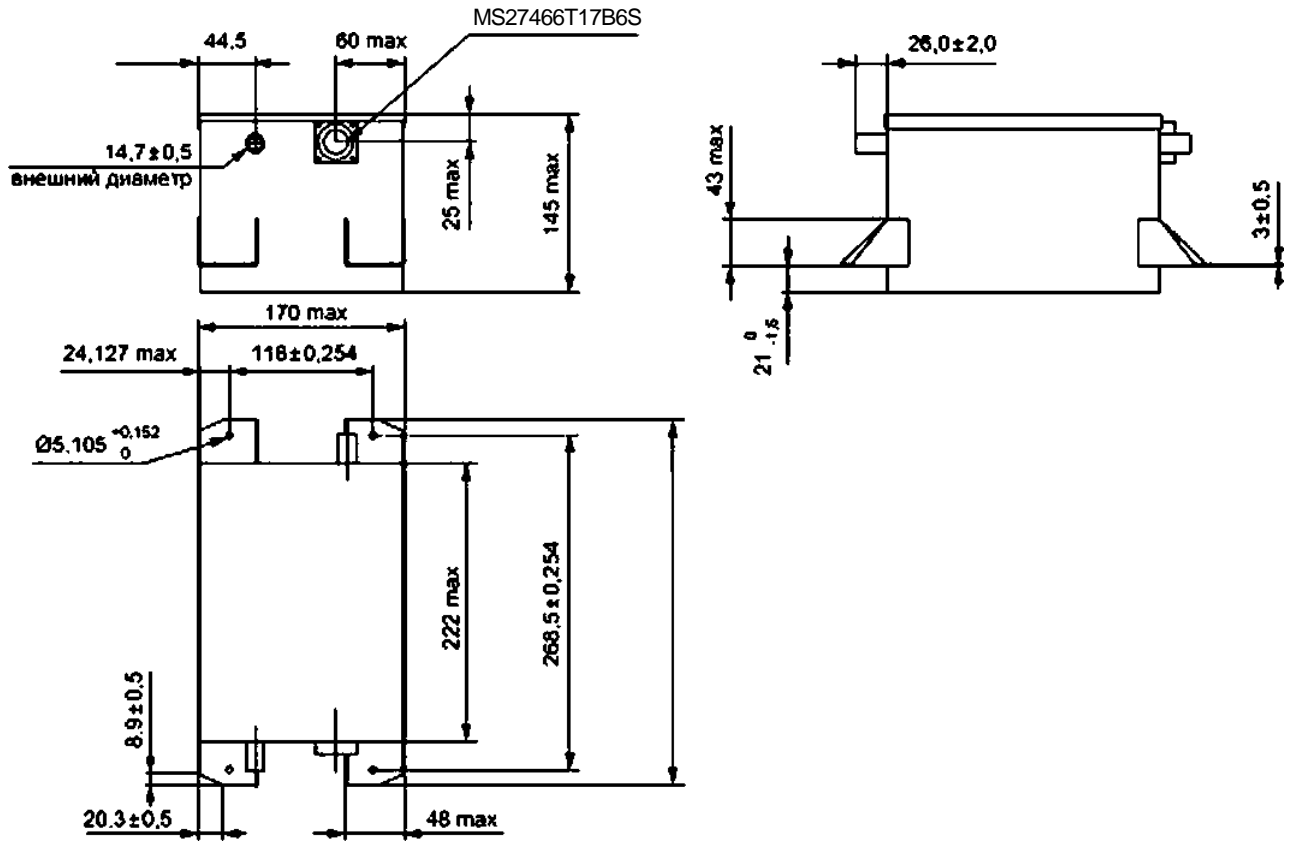 MS27466T17B6S
44,5
60 max
26,0±2,0
14,7±0,5
внешний диаметр
25 max
145 max
43 max
3±0,5
21 0 -1,6
170 max
24,127 max
118±0,254
Ø5,105 +0,152 0
222 max
268,5±0,254
8.9±0.5
20.3±0,5
48 max